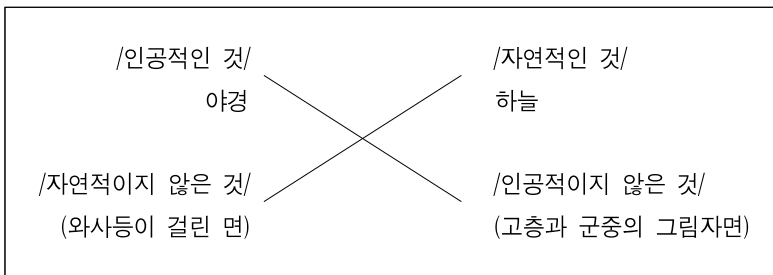 /인공적인 것/
야경
/자연적인 것/
하늘
/자연적이지 않은 것/
(와사등이 걸린 면)
/인공적이지 않은 것/
(고층과 군중의 그림자면)